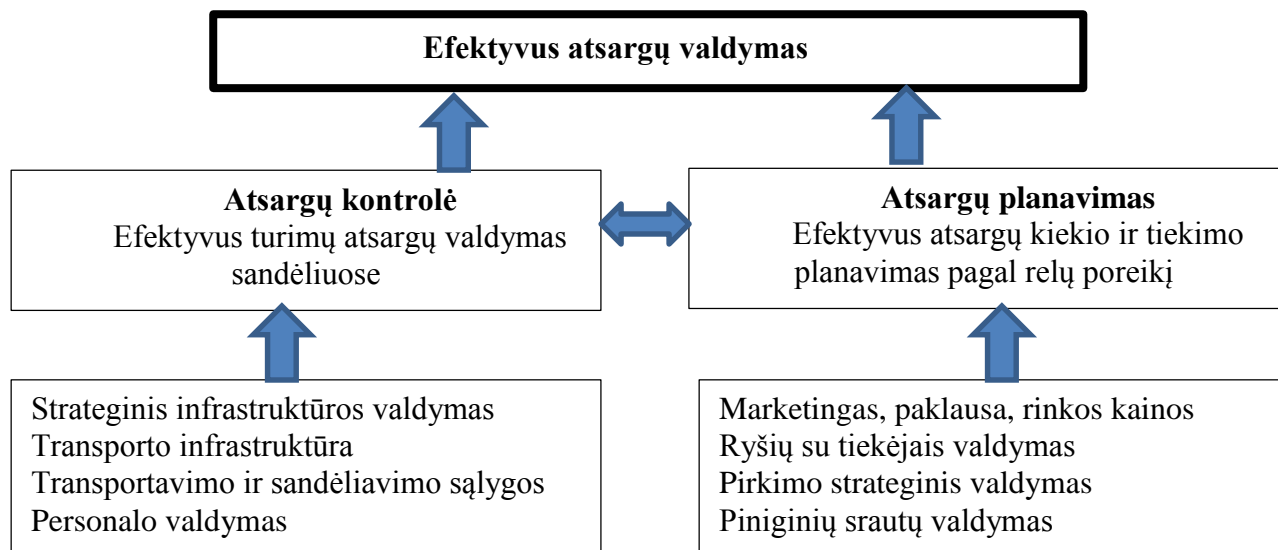 Efektyvus atsargų valdymas
Atsargų kontrolė
Efektyvus turimų atsargų valdymas
sandėliuose
Atsargų planavimas
Efektyvus atsargų kiekio ir tiekimo
planavimas pagal relų poreikį
Strateginis infrastruktūros valdymas
Transporto infrastruktūra
Transportavimo ir sandėliavimo sąlygos
Personalo valdymas
Marketingas, paklausa, rinkos kainos
Ryšių su tiekėjais valdymas
Pirkimo strateginis valdymas
Piniginių srautų valdymas